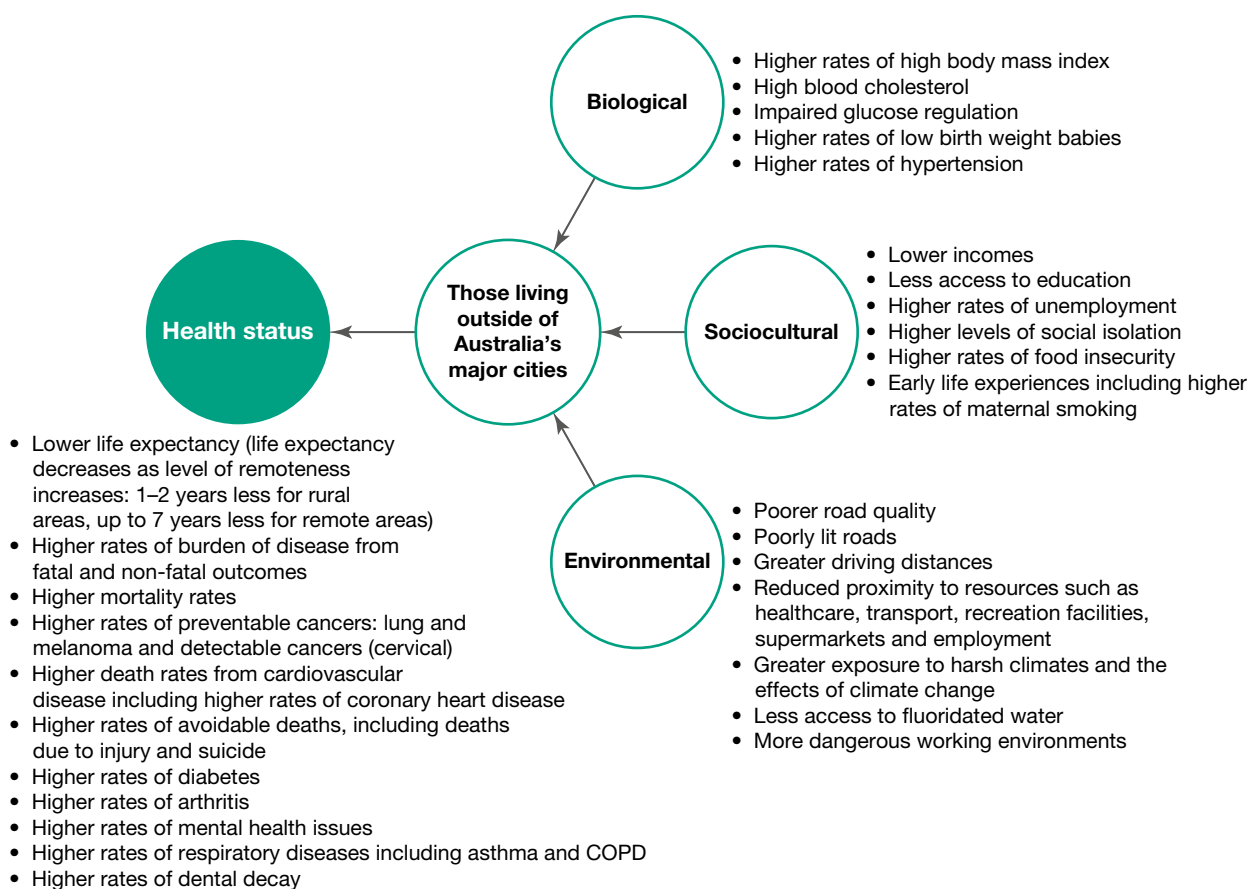 Biological
• Higher rates of high body mass index
• High blood cholesterol
• Impaired glucose regulation
• Higher rates of low birth weight babies
• Higher rates of hypertension
Health status
Those living
outside of
Australia's
major cities
Sociocultural
• Lower incomes
• Less access to education
• Higher rates of unemployment
• Higher levels of social isolation
• Higher rates of food insecurity
• Early life experiences including higher
rates of maternal smoking
• Lower life expectancy (life expectancy
decreases as level of remoteness
increases: 1–2 years less for rural
areas, up to 7 years less for remote areas)
• Higher rates of burden of disease from
fatal and non-fatal outcomes
• Higher mortality rates
• Higher rates of preventable cancers: lung and
melanoma and detectable cancers (cervical)
• Higher death rates from cardiovascular
disease including higher rates of coronary heart disease
• Higher rates of avoidable deaths, including deaths
due to injury and suicide
• Higher rates of diabetes
• Higher rates of arthritis
• Higher rates of mental health issues
• Higher rates of respiratory diseases including asthma and COPD
• Higher rates of dental decay
Environmental
• Poorer road quality
• Poorly lit roads
• Greater driving distances
• Reduced proximity to resources such as
healthcare, transport, recreation facilities,
supermarkets and employment
• Greater exposure to harsh climates and the
effects of climate change
• Less access to fluoridated water
• More dangerous working environments